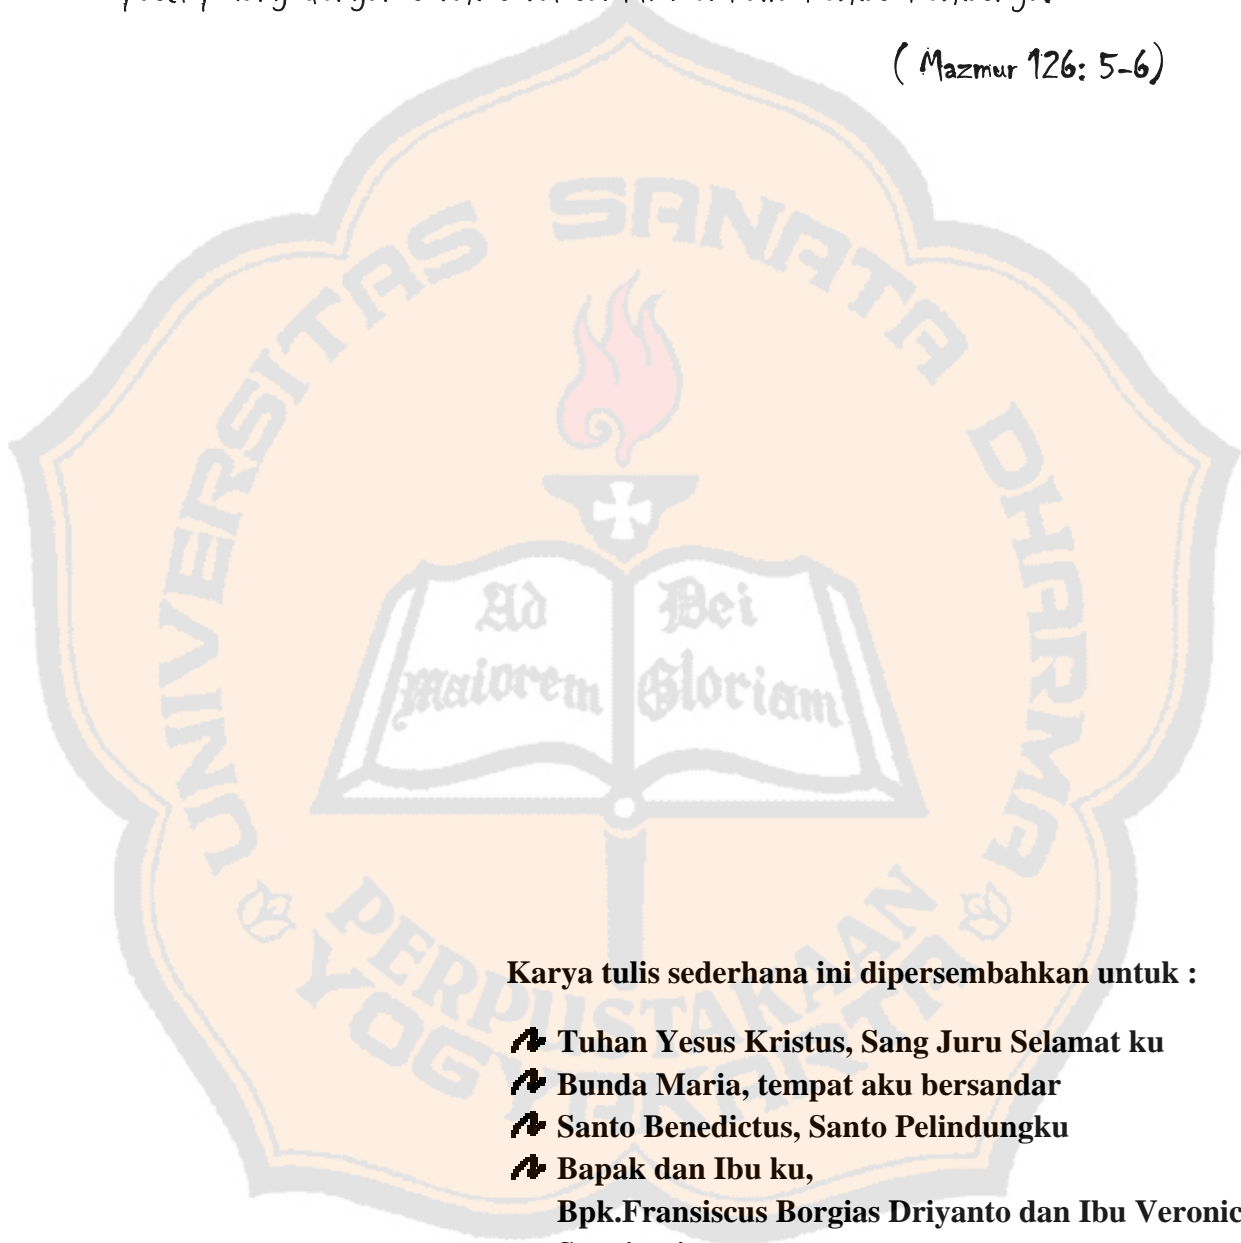 ( Mazmur 126: 5-6)
UNIVERSITAS SANATA DHARMA
Ad Dei
maiorem Gloriam
PERPUSTAKAAN
YOGYAKARTA
Karya tulis sederhana ini dipersembahkan untuk :
Tuhan Yesus Kristus, Sang Juru Selamat ku
Bunda Maria, tempat aku bersandar
Santo Benedictus, Santo Pelindungku
Bapak dan Ibu ku,
Bpk.Fransiscus Borgias Driyanto dan Ibu Veronic